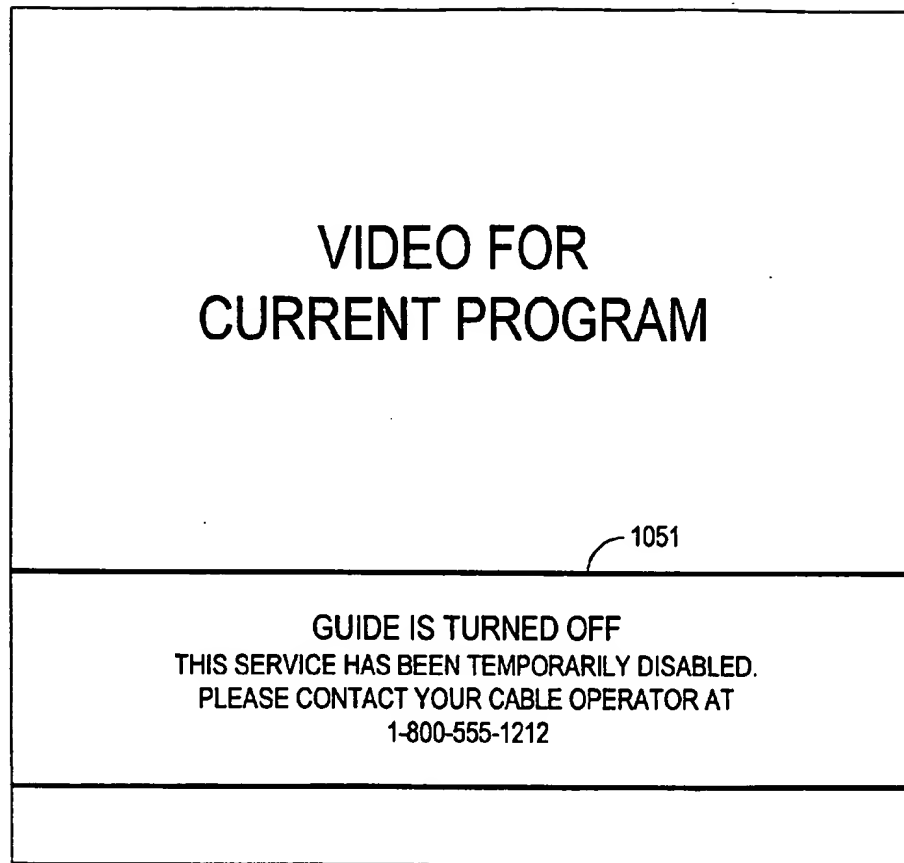 VIDEO FOR
CURRENT PROGRAM
1051
GUIDE IS TURNED OFF
THIS SERVICE HAS BEEN TEMPORARILY DISABLED.
PLEASE CONTACT YOUR CABLE OPERATOR AT
1-800-555-1212